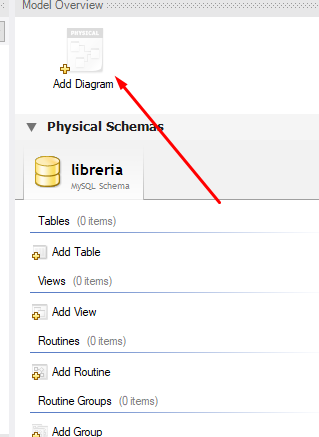 Model Overview
PHYSICAL
Add Diagram
Physical Schemas
libreria
MySQL Schema
Tables (0 items)
Add Table
Views (0 items)
Add View
Routines (0 items)
Add Routine
Routine Groups (0 items)
Add Group